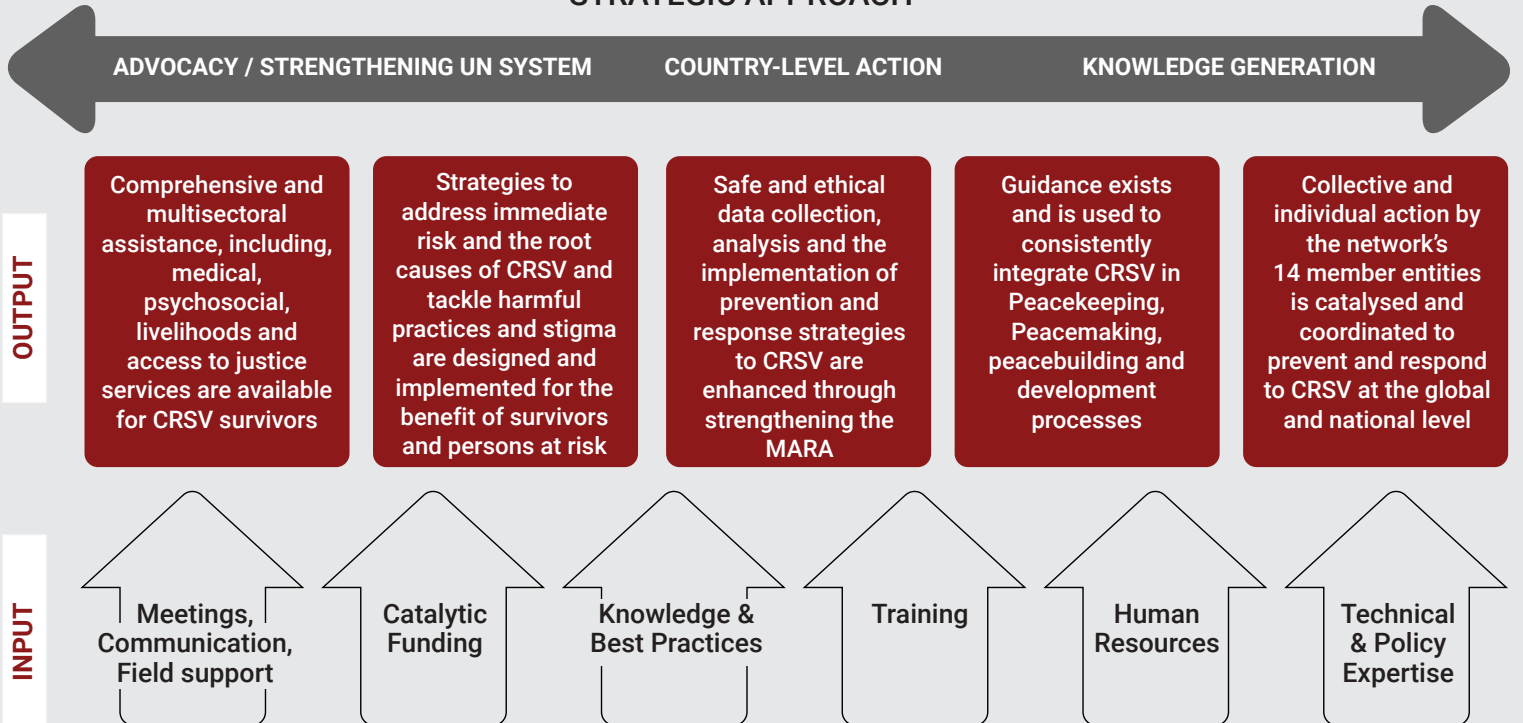 STRATEGIC APPROACH
ADVOCACY / STRENGTHENING UN SYSTEM
COUNTRY-LEVEL ACTION
KNOWLEDGE GENERATION
OUTPUT
Comprehensive and
multisectoral
assistance, including,
medical,
psychosocial,
livelihoods and
access to justice
services are available
for CRSV survivors
Strategies to
address immediate
risk and the root
causes of CRSV and
tackle harmful
practices and stigma
are designed and
implemented for the
benefit of survivors
and persons at risk
Safe and ethical
data collection,
analysis and the
implementation of
prevention and
response strategies
to CRSV are
enhanced through
strengthening the
MARA
Guidance exists
and is used to
consistently
integrate CRSV in
Peacekeeping,
Peacemaking,
peacebuilding and
development
processes
Collective and
individual action by
the network's
14 member entities
is catalysed and
coordinated to
prevent and respond
to CRSV at the global
and national level
INPUT
Meetings,
Communication,
Field support
Catalytic
Funding
Knowledge &
Best Practices
Training
Human
Resources
Technical
& Policy
Expertise